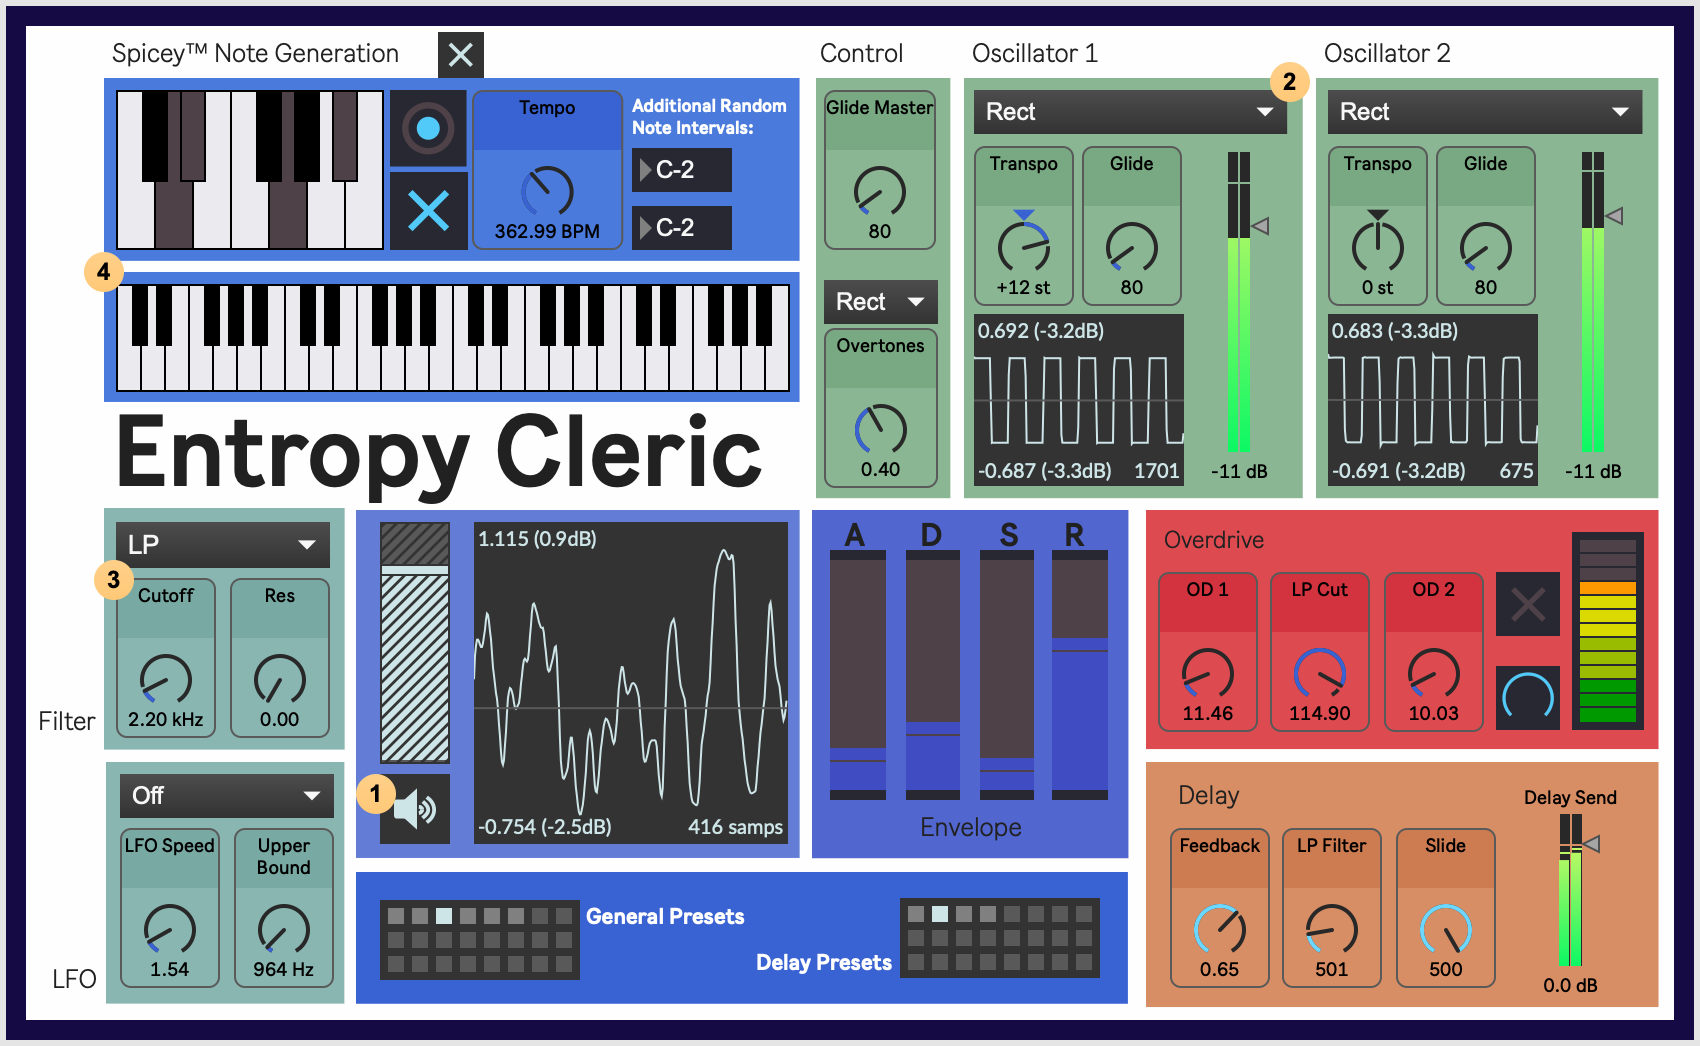 Spicey™ Note Generation
Control
Oscillator 1
Oscillator 2
2
Tempo
362.99 BPM
Additional Random
Note Intervals:
C-2
C-2
Glide Master
80
Rect
Overtones
0.40
Rect
Transpo
+12 st
Glide
80
0.692 (-3.2dB)
-0.687 (-3.3dB)
1701
-11 dB
Rect
Transpo
0 st
Glide
80
0.683 (-3.3dB)
-0.691 (-3.2dB)
675
-11 dB
4
Entropy Cleric
LP
3
Cutoff
2.20 kHz
Res
0.00
Filter
Off
LFO Speed
1.54
Upper
Bound
964 Hz
LFO
1
1.115 (0.9dB)
-0.754 (-2.5dB)
416 samps
A D S R
Envelope
Overdrive
OD 1
11.46
LP Cut
114.90
OD 2
10.03
General Presets
Delay Presets
Delay
Delay Send
Feedback
0.65
LP Filter
501
Slide
500
0.0 dB